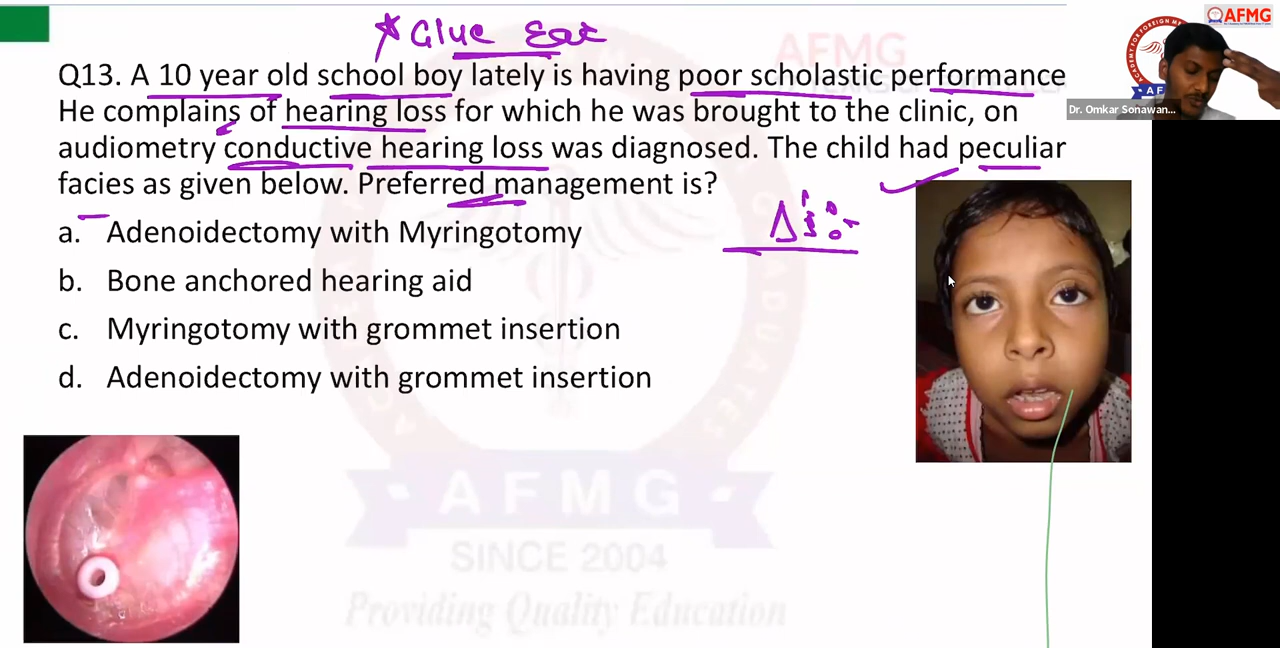 Glue Ear
AFMG
AFMG
Q13. A 10 year old school boy lately is having poor scholastic performance
He complains of hearing loss for which he was brought to the clinic, on
audiometry conductive hearing loss was diagnosed. The child had peculiar
facies as given below. Preferred management is?
Dr. Omkar Sonawan...
a. Adenoidectomy with Myringotomy
b. Bone anchored hearing aid
c. Myringotomy with grommet insertion
d. Adenoidectomy with grommet insertion
AFMG
SINCE 2004
Providing Quality Education